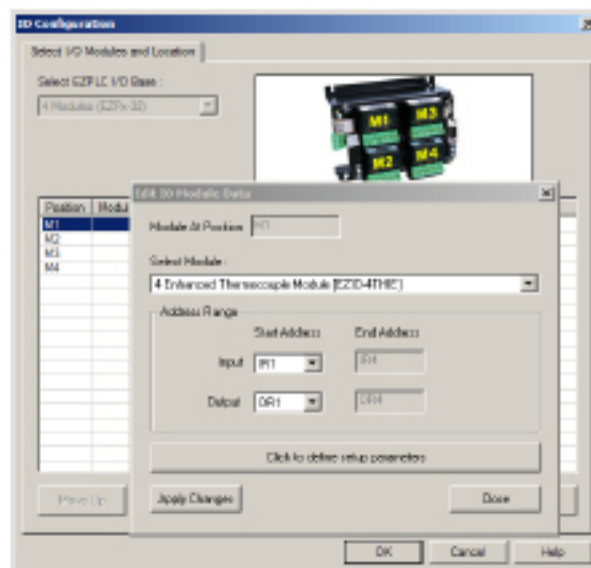 IO Configuration
Select I/O Modules and Location
Select EZPLC I/O Base :
4 Modules (EZPx-32)
M1 M3
M2 M4
Edit IO Module Data
Position Modul
M1
M2
M3
M4
Module At Position M1
Select Module :
4 Enhanced Thermocouple Module (EZIO-4THIE)
Address Range
Start Address End Address
Input IR1 IR4
Output OR1 OR4
Click to define setup parameters
Move Up Apply Changes Close
OK Cancel Help